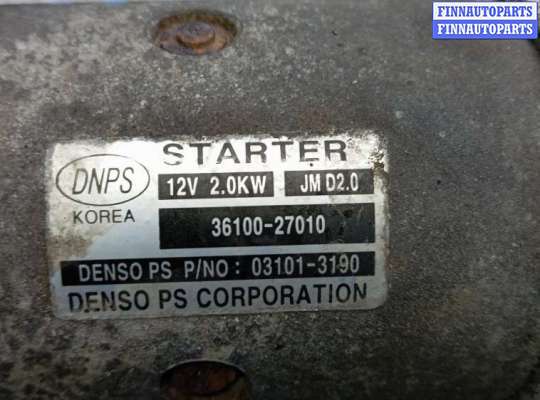 FINNAUTOPARTS
FINNAUTOPARTS
STARTER
DNPS
12V 2.0KW JM D2.0
KOREA
36100-27010
DENSO PS P/NO : 03101-3190
DENSO PS CORPORATION